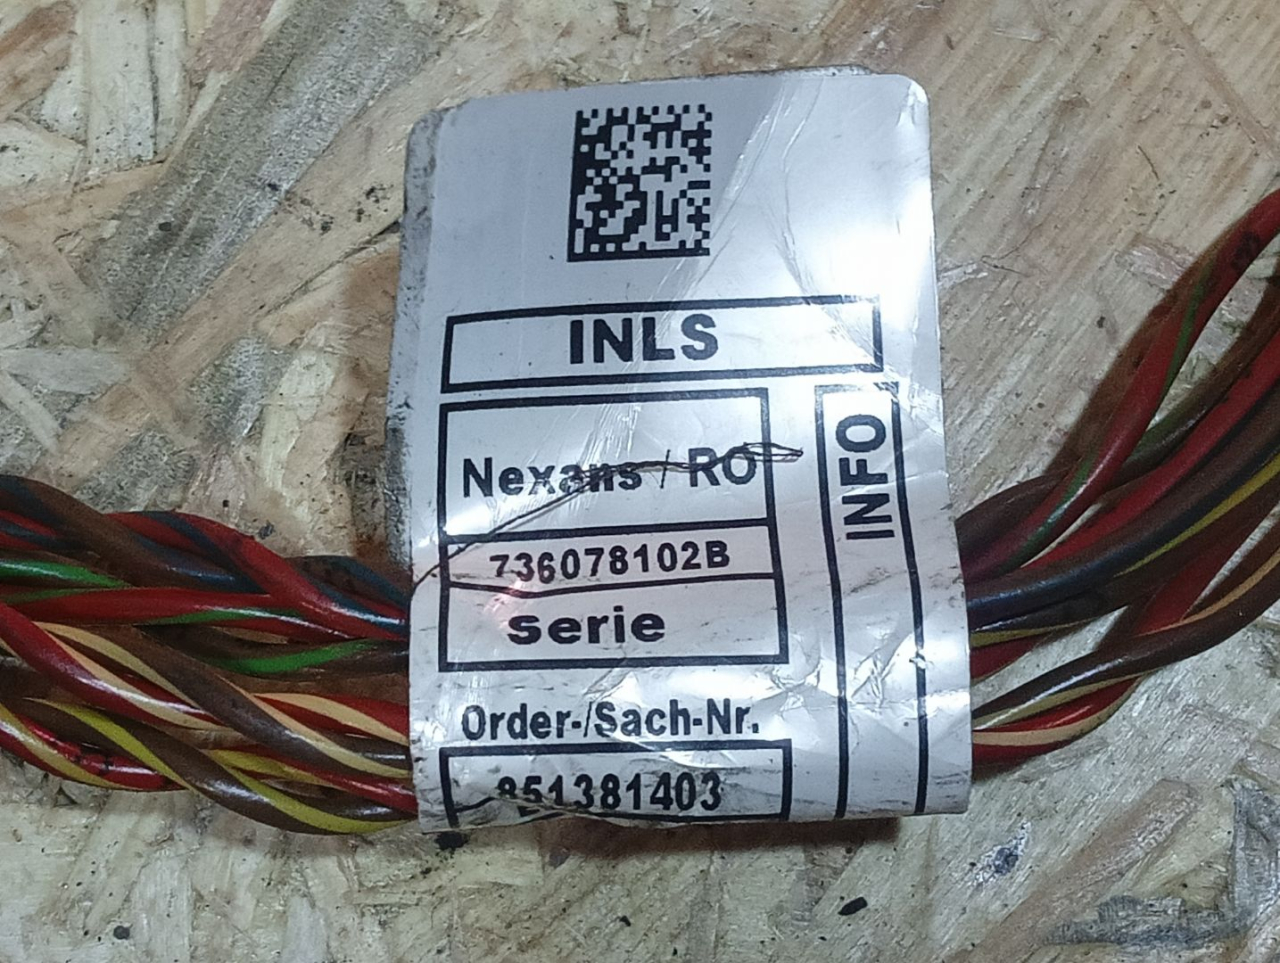 INLS
Nexans / RO
INFO
736078102B
serie
Order-/Sach-Nr.
851381403